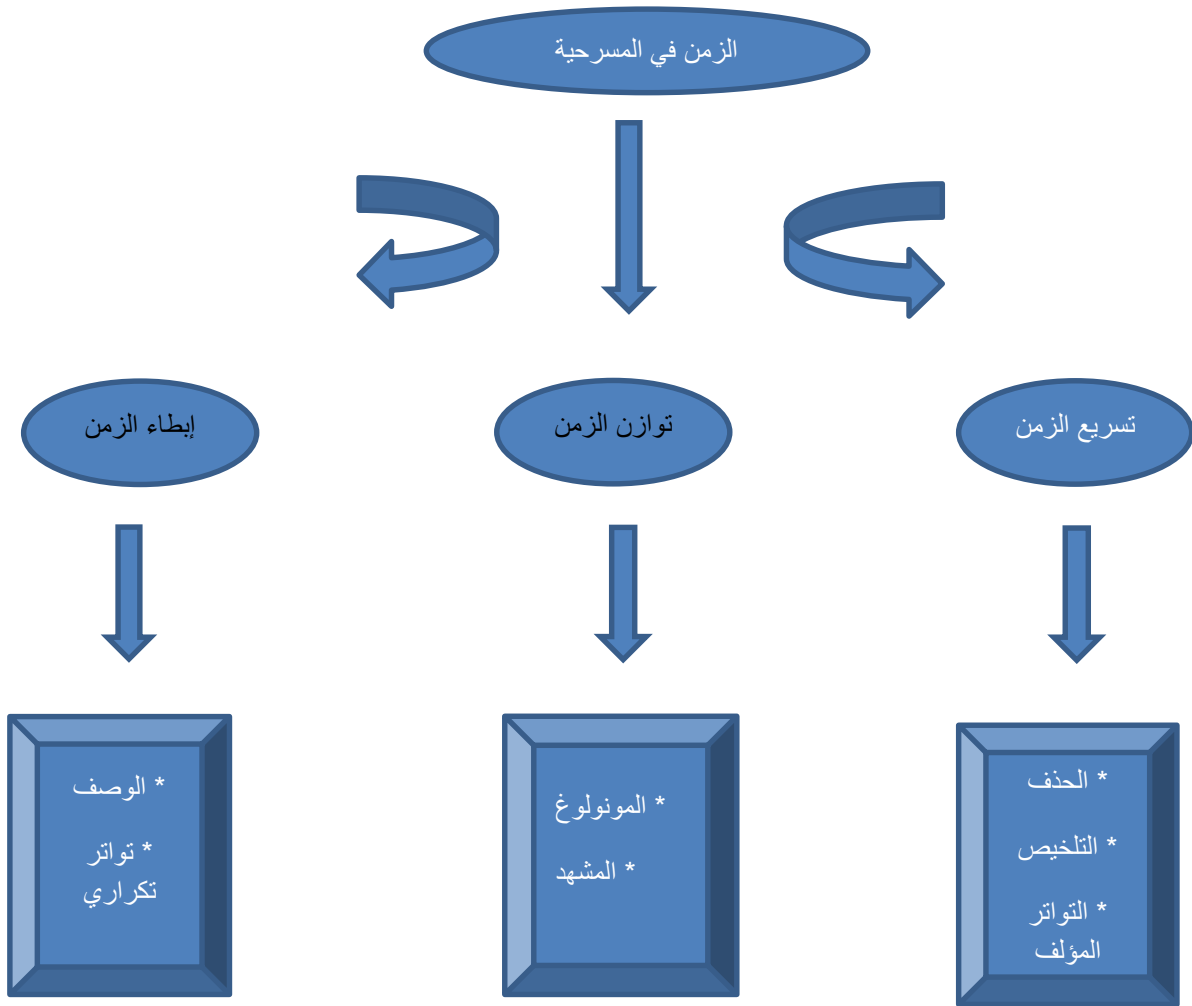 الزمن في المسرحية
تسريع الزمن
توازن الزمن
إبطاء الزمن
* الحذف
* التلخيص
* التواتر
المؤلف
* المونولوغ
* المشهد
* الوصف
* تواتر
تكراري